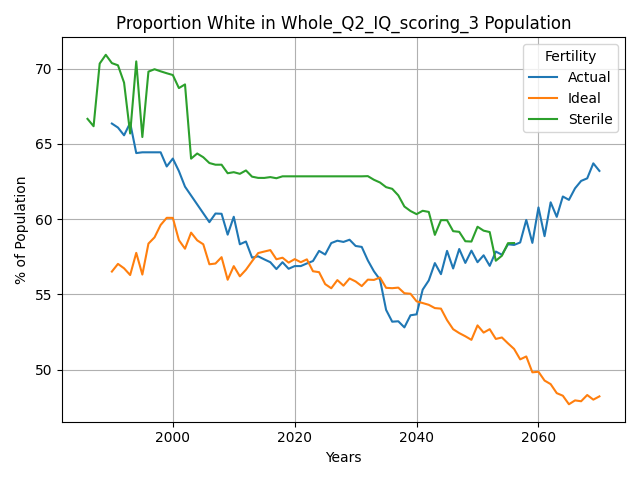 Proportion White in Whole_Q2_IQ_scoring_3 Population
Fertility
Actual
Ideal
Sterile
% of Population
70
65
60
55
50
2000
2020
2040
2060
Years